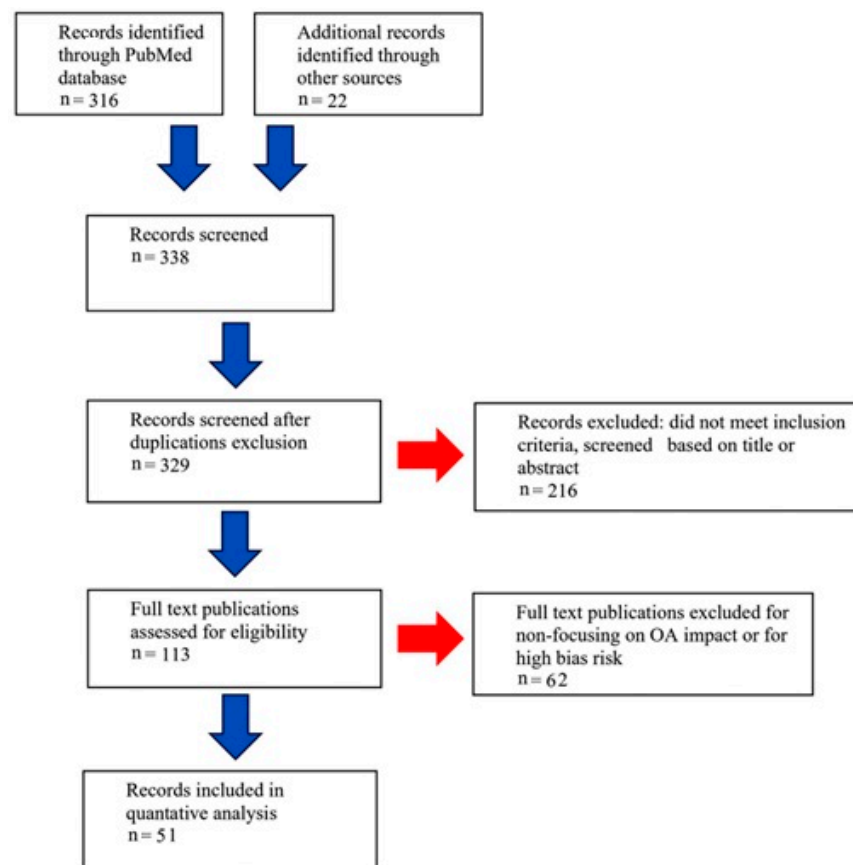 Records identified
through PubMed
database
n = 316
Additional records
identified through
other sources
n = 22
Records screened
n = 338
Records screened after
duplications exclusion
n = 329
Records excluded: did not meet inclusion
criteria, screened based on title or
abstract
n = 216
Full text publications
assessed for eligibility
n = 113
Full text publications excluded for
non-focusing on OA impact or for
high bias risk
n = 62
Records included in
quantative analysis
n = 51